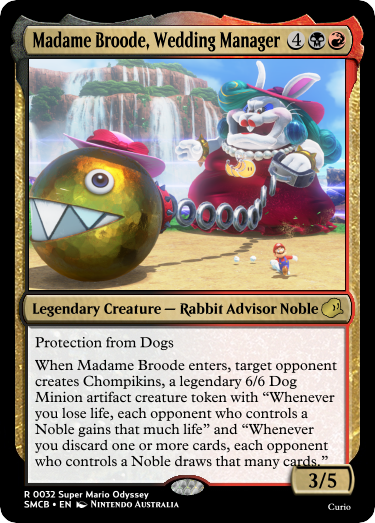 Madame Broode, Wedding Manager 4
Legendary Creature — Rabbit Advisor Noble
Protection from Dogs
When Madame Broode enters, target opponent
creates Chompikins, a legendary 6/6 Dog
Minion artifact creature token with “Whenever
you lose life, each opponent who controls a
Noble gains that much life” and “Whenever
you discard one or more cards, each opponent
who controls a Noble draws that many cards.”
3/5
R 0032 Super Mario Odyssey
SMCB • EN Nintendo Australia
Curio